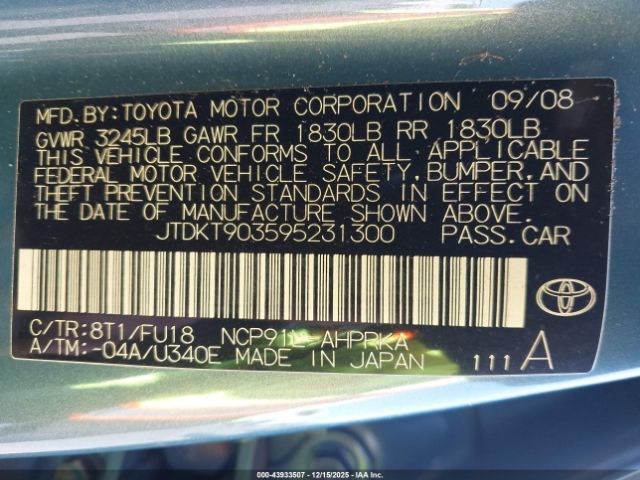 MFD.BY:TOYOTA MOTOR CORPORATION 09/08
GVWR 3245LB GAWR FR 1830LB RR 1830LB
THIS VEHICLE CONFORMS TO ALL APPLICABLE
FEDERAL MOTOR VEHICLE SAFETY,BUMPER,AND
THEFT PREVENTION STANDARDS IN EFFECT ON
THE DATE OF MANUFACTURE SHOWN ABOVE.
JTDKT903595231300 PASS.CAR
C/TR:8T1/FU18 NCP91L-AHPRKA
A/TM:-04A/U340E MADE IN JAPAN 111A
000-43933507 - 12/15/2025 - IAA Inc.